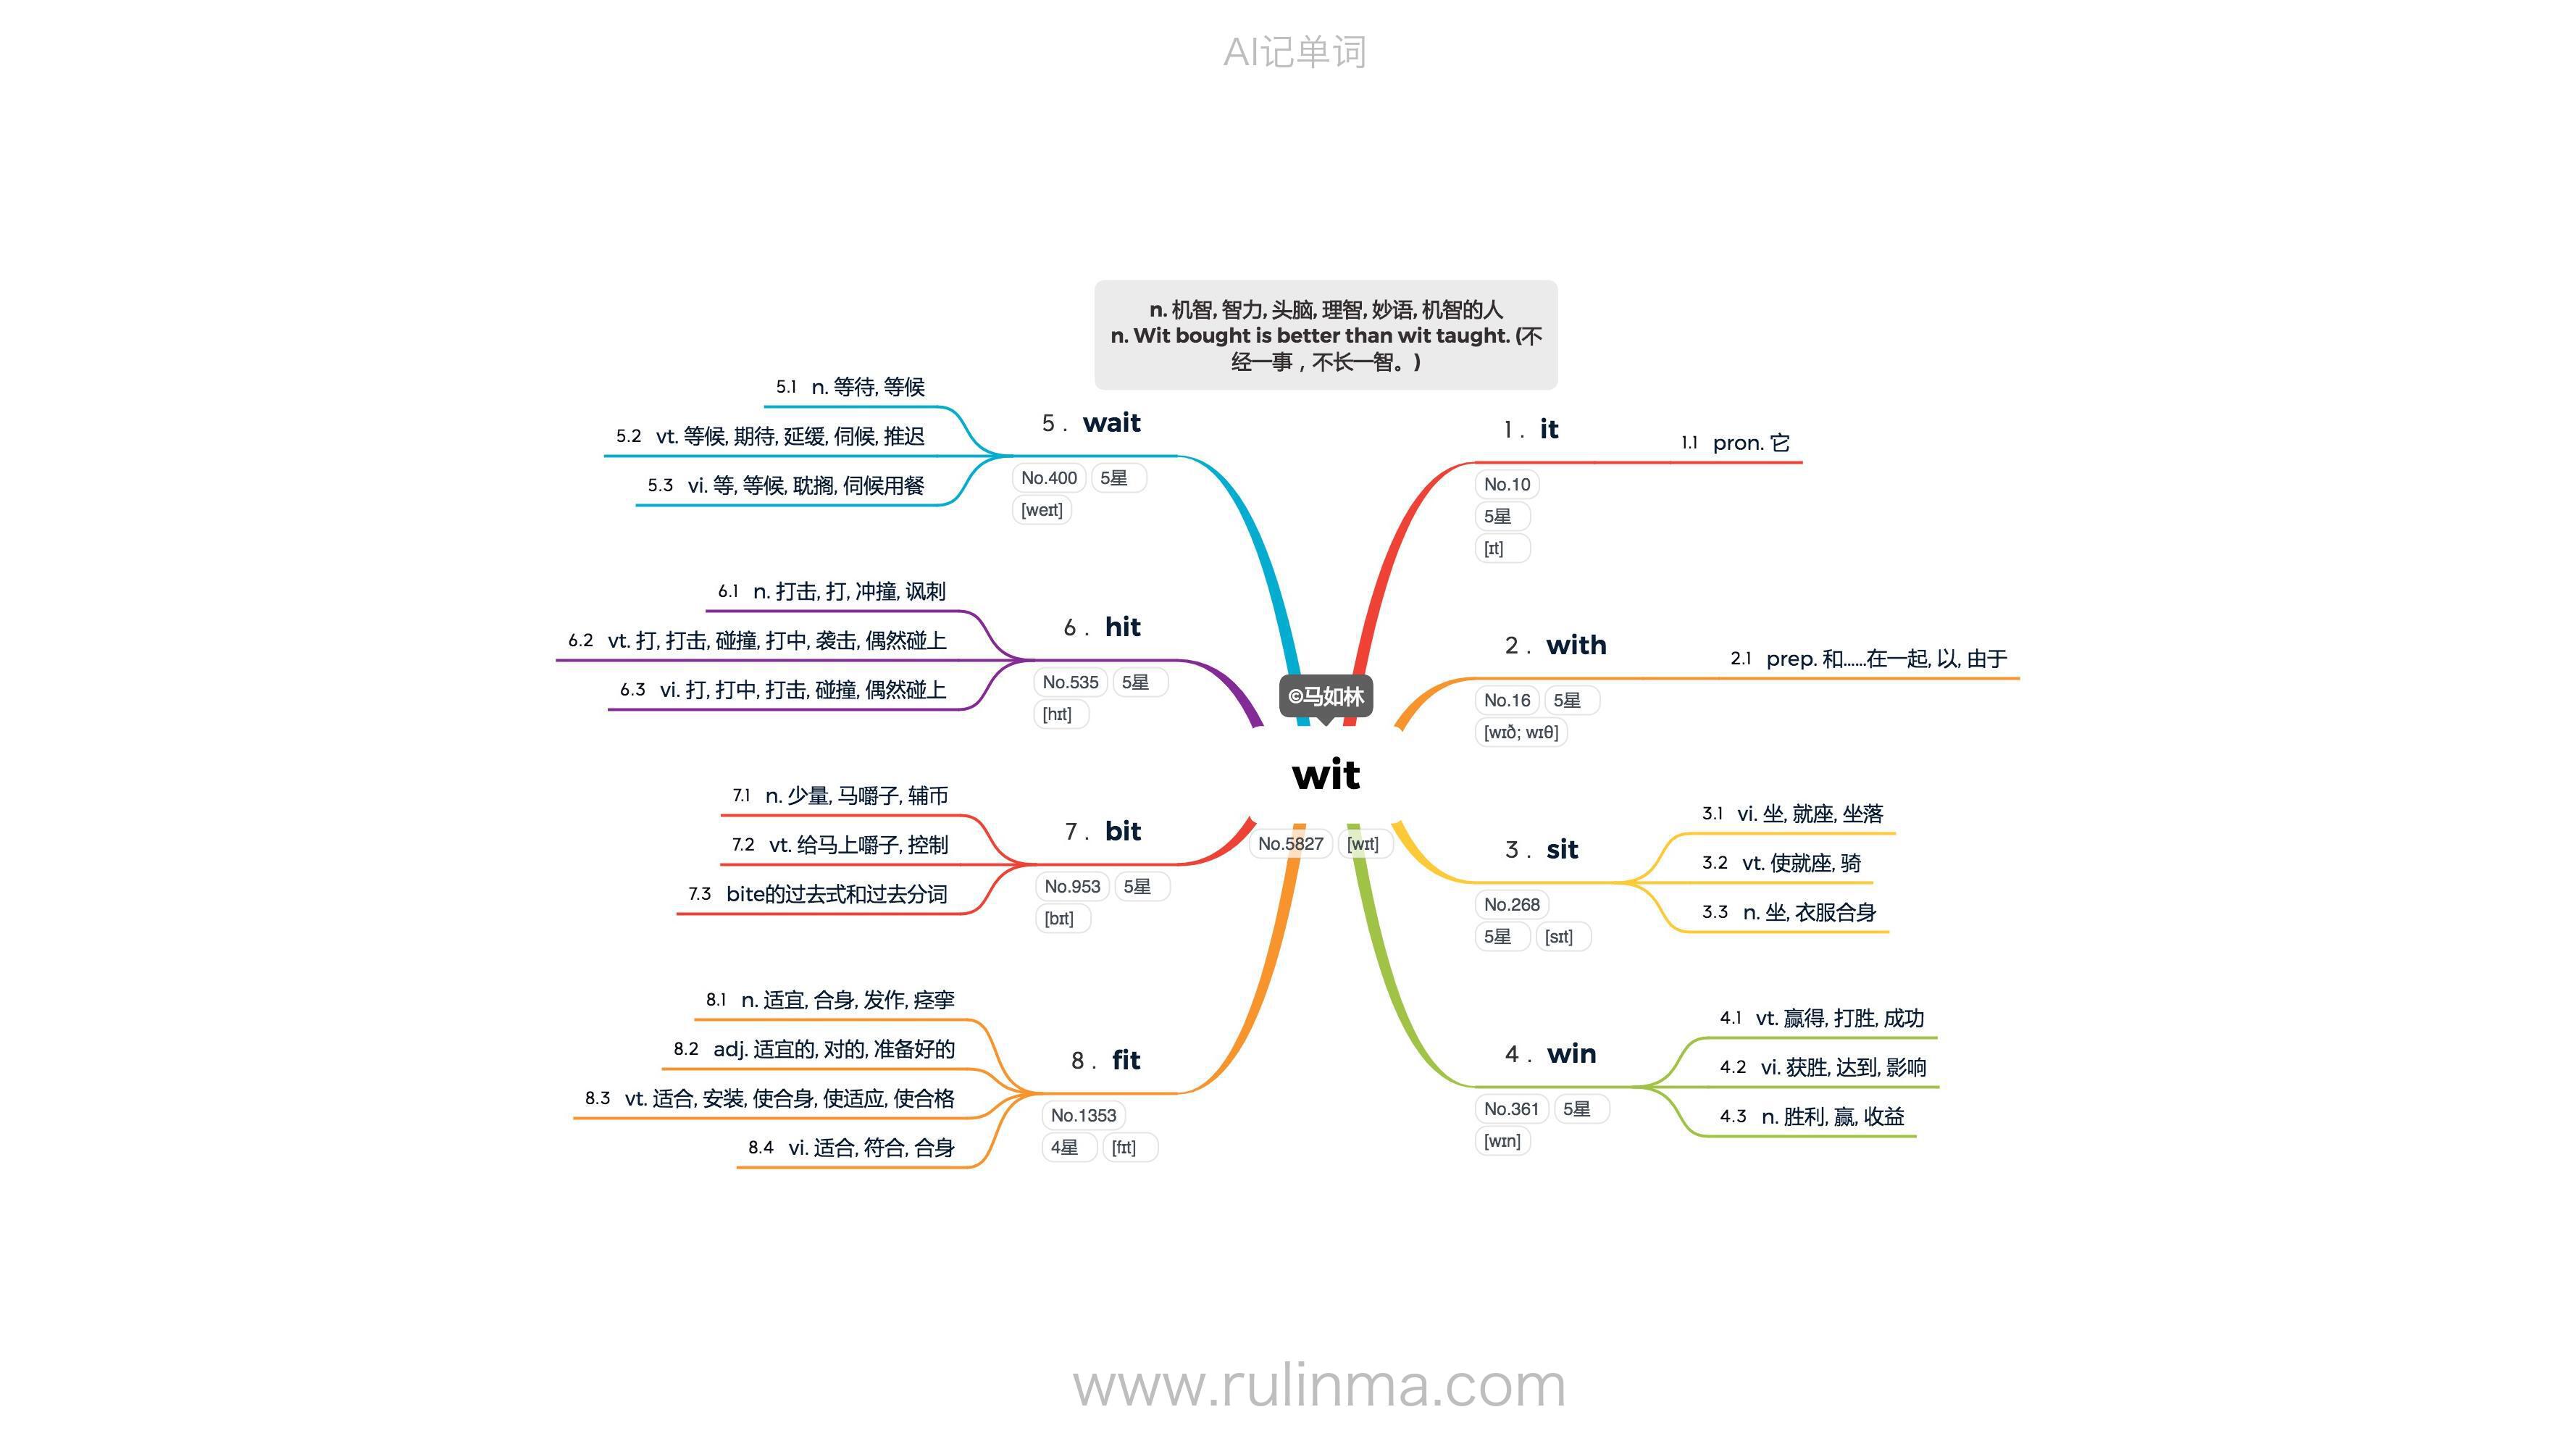 AI记单词
n. 机智, 智力, 头脑, 理智, 妙语, 机智的人
n. Wit bought is better than wit taught. (不
经一事，不长一智。)
©马如林
wit
No.5827 [wɪt]
1 . it
No.10
5星
[ɪt]
1.1 pron. 它
2 . with
No.16 5星
[wɪð; wɪθ]
2.1 prep. 和……在一起, 以, 由于
3 . sit
No.268
5星 [sɪt]
3.1 vi. 坐, 就座, 坐落
3.2 vt. 使就座, 骑
3.3 n. 坐, 衣服合身
4 . win
No.361 5星
[wɪn]
4.1 vt. 赢得, 打胜, 成功
4.2 vi. 获胜, 达到, 影响
4.3 n. 胜利, 赢, 收益
5 . wait
No.400 5星
[weɪt]
5.1 n. 等待, 等候
5.2 vt. 等候, 期待, 延缓, 伺候, 推迟
5.3 vi. 等, 等候, 耽搁, 伺候用餐
6 . hit
No.535 5星
[hɪt]
6.1 n. 打击, 打, 冲撞, 讽刺
6.2 vt. 打, 打击, 碰撞, 打中, 袭击, 偶然碰上
6.3 vi. 打, 打中, 打击, 碰撞, 偶然碰上
7 . bit
No.953 5星
[bɪt]
7.1 n. 少量, 马嚼子, 辅币
7.2 vt. 给马上嚼子, 控制
7.3 bite的过去式和过去分词
8 . fit
No.1353
4星 [fɪt]
8.1 n. 适宜, 合身, 发作, 痉挛
8.2 adj. 适宜的, 对的, 准备好的
8.3 vt. 适合, 安装, 使合身, 使适应, 使合格
8.4 vi. 适合, 符合, 合身
www.rulinma.com